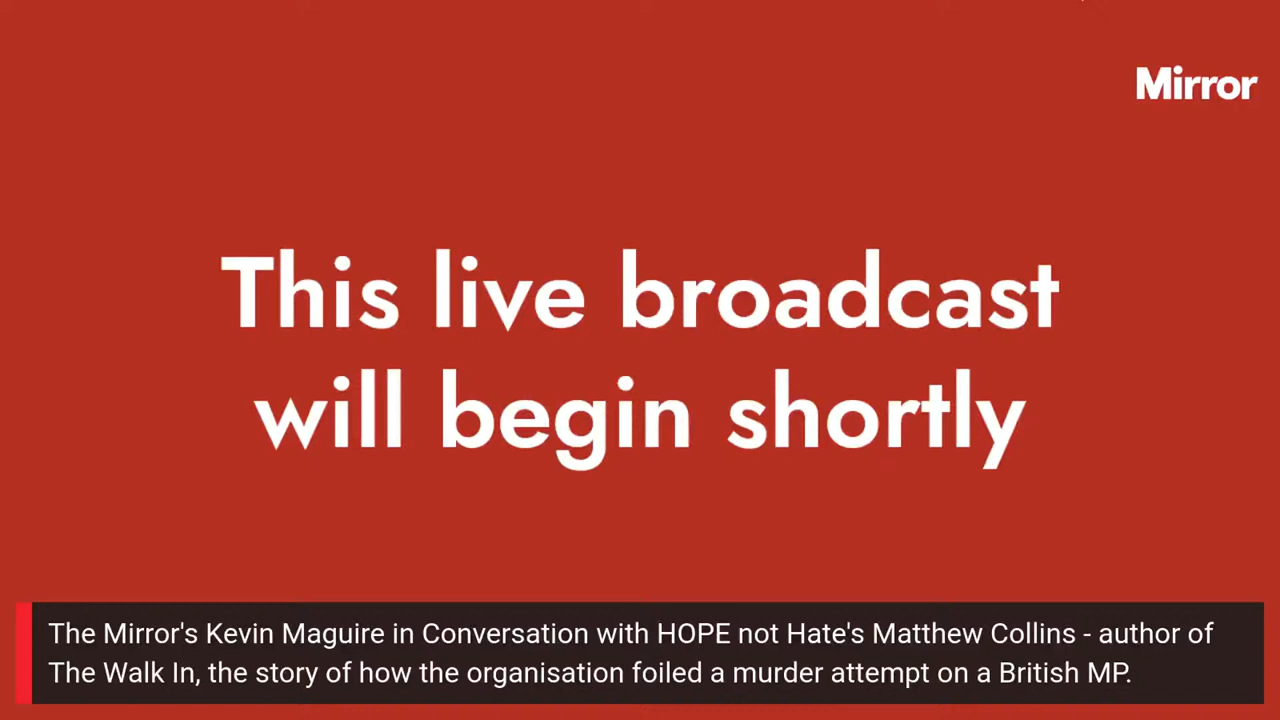 Mirror
This live broadcast
will begin shortly
The Mirror's Kevin Maguire in Conversation with HOPE not Hate's Matthew Collins - author of
The Walk In, the story of how the organisation foiled a murder attempt on a British MP.